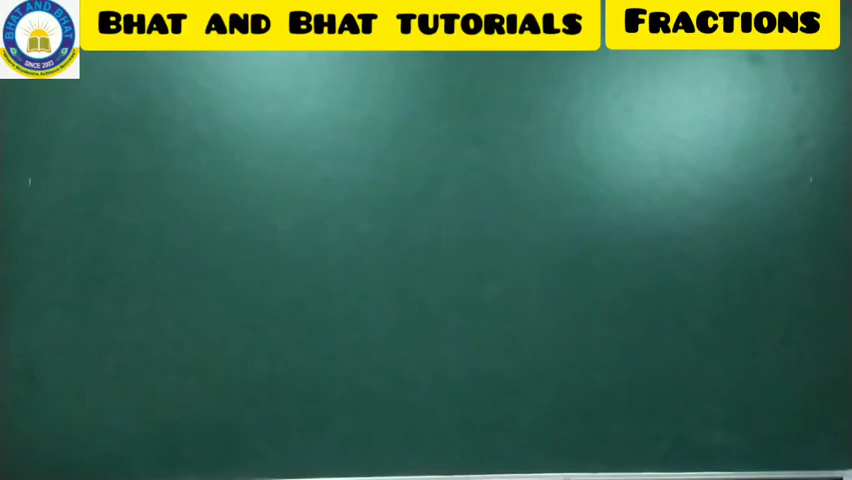 BHAT AND BHAT TUTORIALS
FRACTIONS
BHAT AND BHAT
SINCE 2003